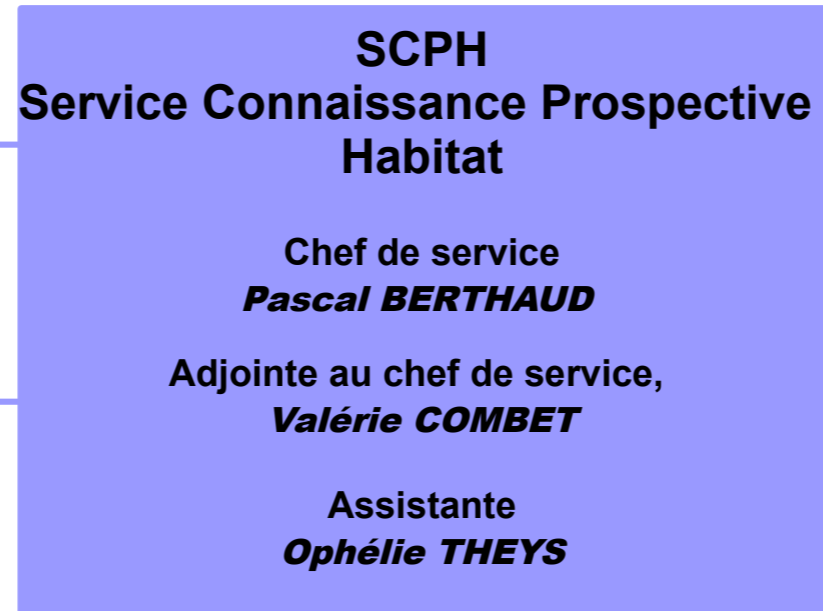 SCPH
Service Connaissance Prospective
Habitat
Chef de service
Pascal BERTHAUD
Adjointe au chef de service,
Valérie COMBET
Assistante
Ophélie THEYS